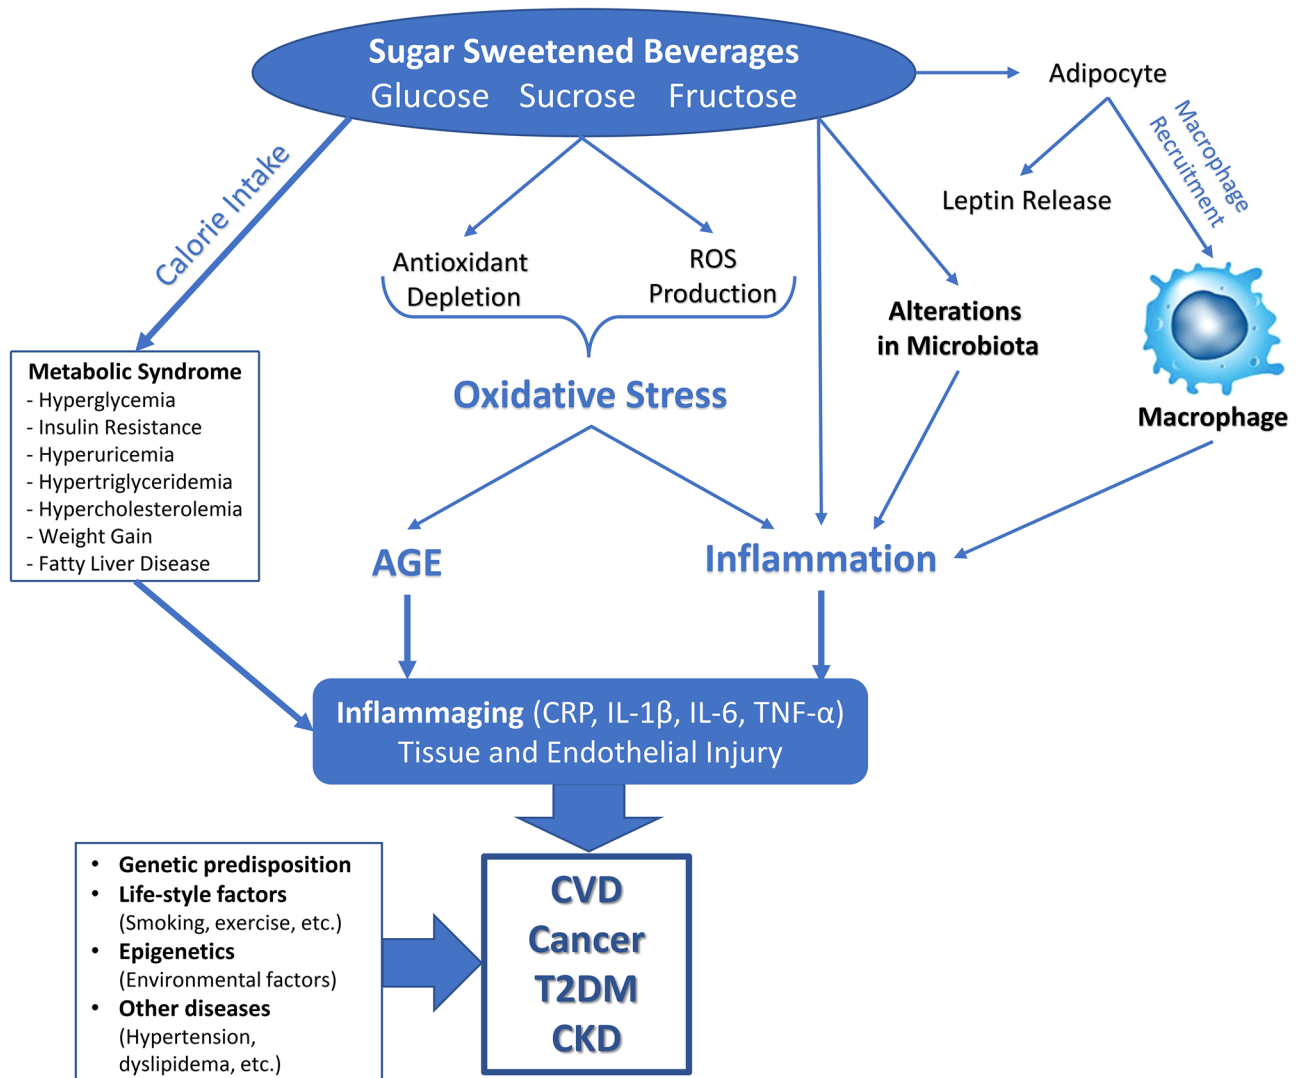 Sugar Sweetened Beverages
Glucose Sucrose Fructose
Adipocyte
Macrophage
Recruitment
Calorie Intake
Leptin Release
Antioxidant
Depletion
ROS
Production
Alterations
in Microbiota
Macrophage
Oxidative Stress
Metabolic Syndrome
- Hyperglycemia
- Insulin Resistance
- Hyperuricemia
- Hypertriglyceridemia
- Hypercholesterolemia
- Weight Gain
- Fatty Liver Disease
AGE
Inflammation
Inflammaging (CRP, IL-1β, IL-6, TNF-α)
Tissue and Endothelial Injury
• Genetic predisposition
• Life-style factors
(Smoking, exercise, etc.)
• Epigenetics
(Environmental factors)
• Other diseases
(Hypertension,
dyslipidema, etc.)
CVD
Cancer
T2DM
CKD